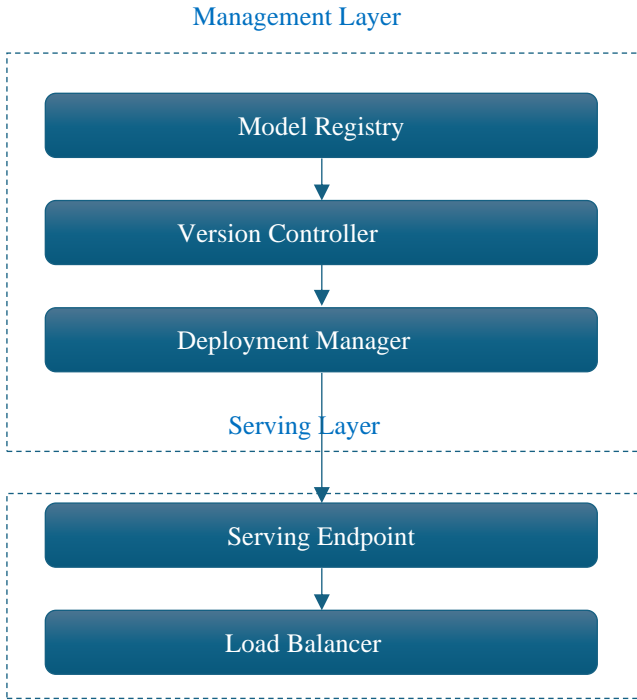 Management Layer
Model Registry
Version Controller
Deployment Manager
Serving Layer
Serving Endpoint
Load Balancer